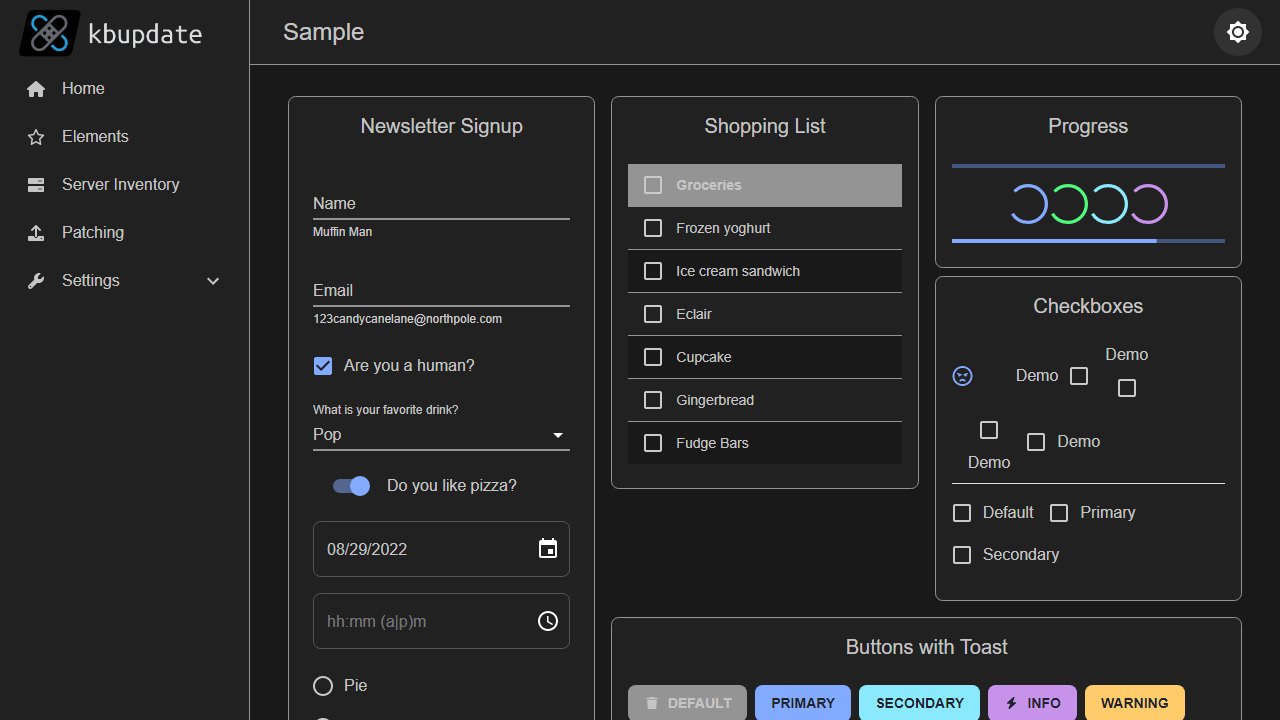 kbupdate
Home
Elements
Server Inventory
Patching
Settings
Sample
Newsletter Signup
Name
Muffin Man
Email
123candycanelane@northpole.com
Are you a human?
What is your favorite drink?
Pop
Do you like pizza?
08/29/2022
hh:mm (a|p)m
Pie
Shopping List
Groceries
Frozen yoghurt
Ice cream sandwich
Eclair
Cupcake
Gingerbread
Fudge Bars
Progress
Checkboxes
Demo
Demo
Demo
Demo
Default
Primary
Secondary
Buttons with Toast
DEFAULT
PRIMARY
SECONDARY
INFO
WARNING